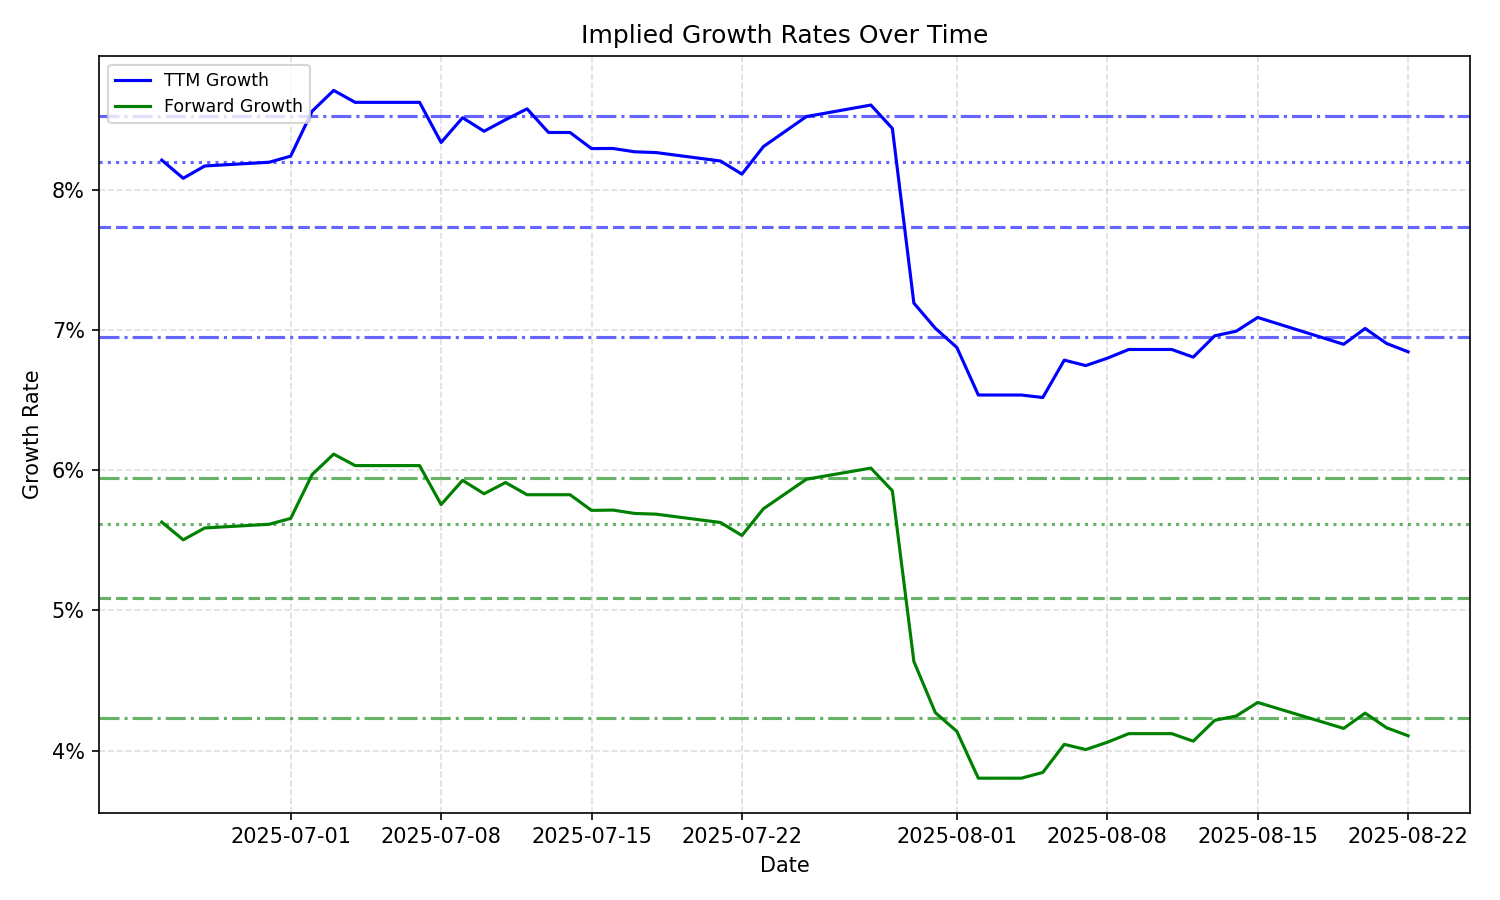 Implied Growth Rates Over Time
TTM Growth
Forward Growth
8%
7%
6%
5%
4%
Growth Rate
2025-07-01 2025-07-08 2025-07-15 2025-07-22 2025-08-01 2025-08-08 2025-08-15 2025-08-22
Date